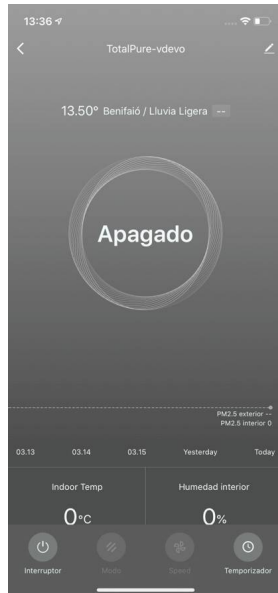 13:36
TotalPure-vdevo
13.50° Benifaió / Lluvia Ligera --
Apagado
PM2.5 exterior --
PM2.5 interior 0
03.13 03.14 03.15 Yesterday Today
Indoor Temp Humedad interior
0°C 0%
Interruptor Modo Speed Temporizador